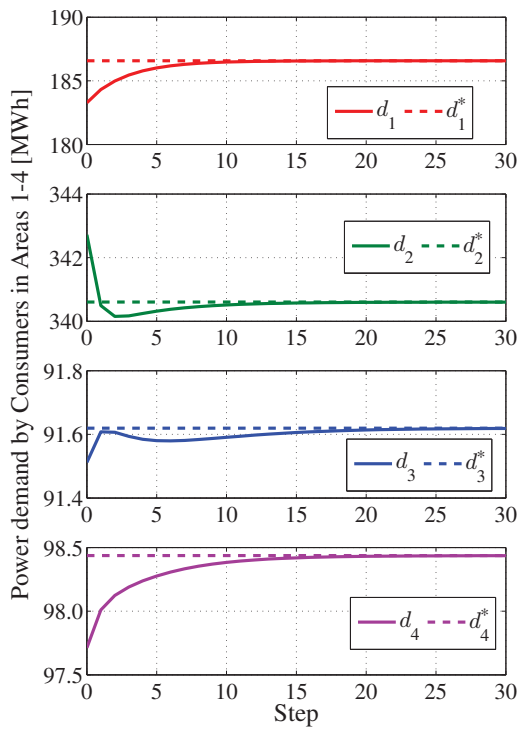 Power demand by Consumers in Areas 1-4 [MWh]
190
185
180
d₁ d₁*
0 5 10 15 20 25 30
344
342
340
d₂ d₂*
0 5 10 15 20 25 30
91.8
91.6
91.4
d₃ d₃*
0 5 10 15 20 25 30
98.5
98.0
97.5
d₄ d₄*
0 5 10 15 20 25 30
Step